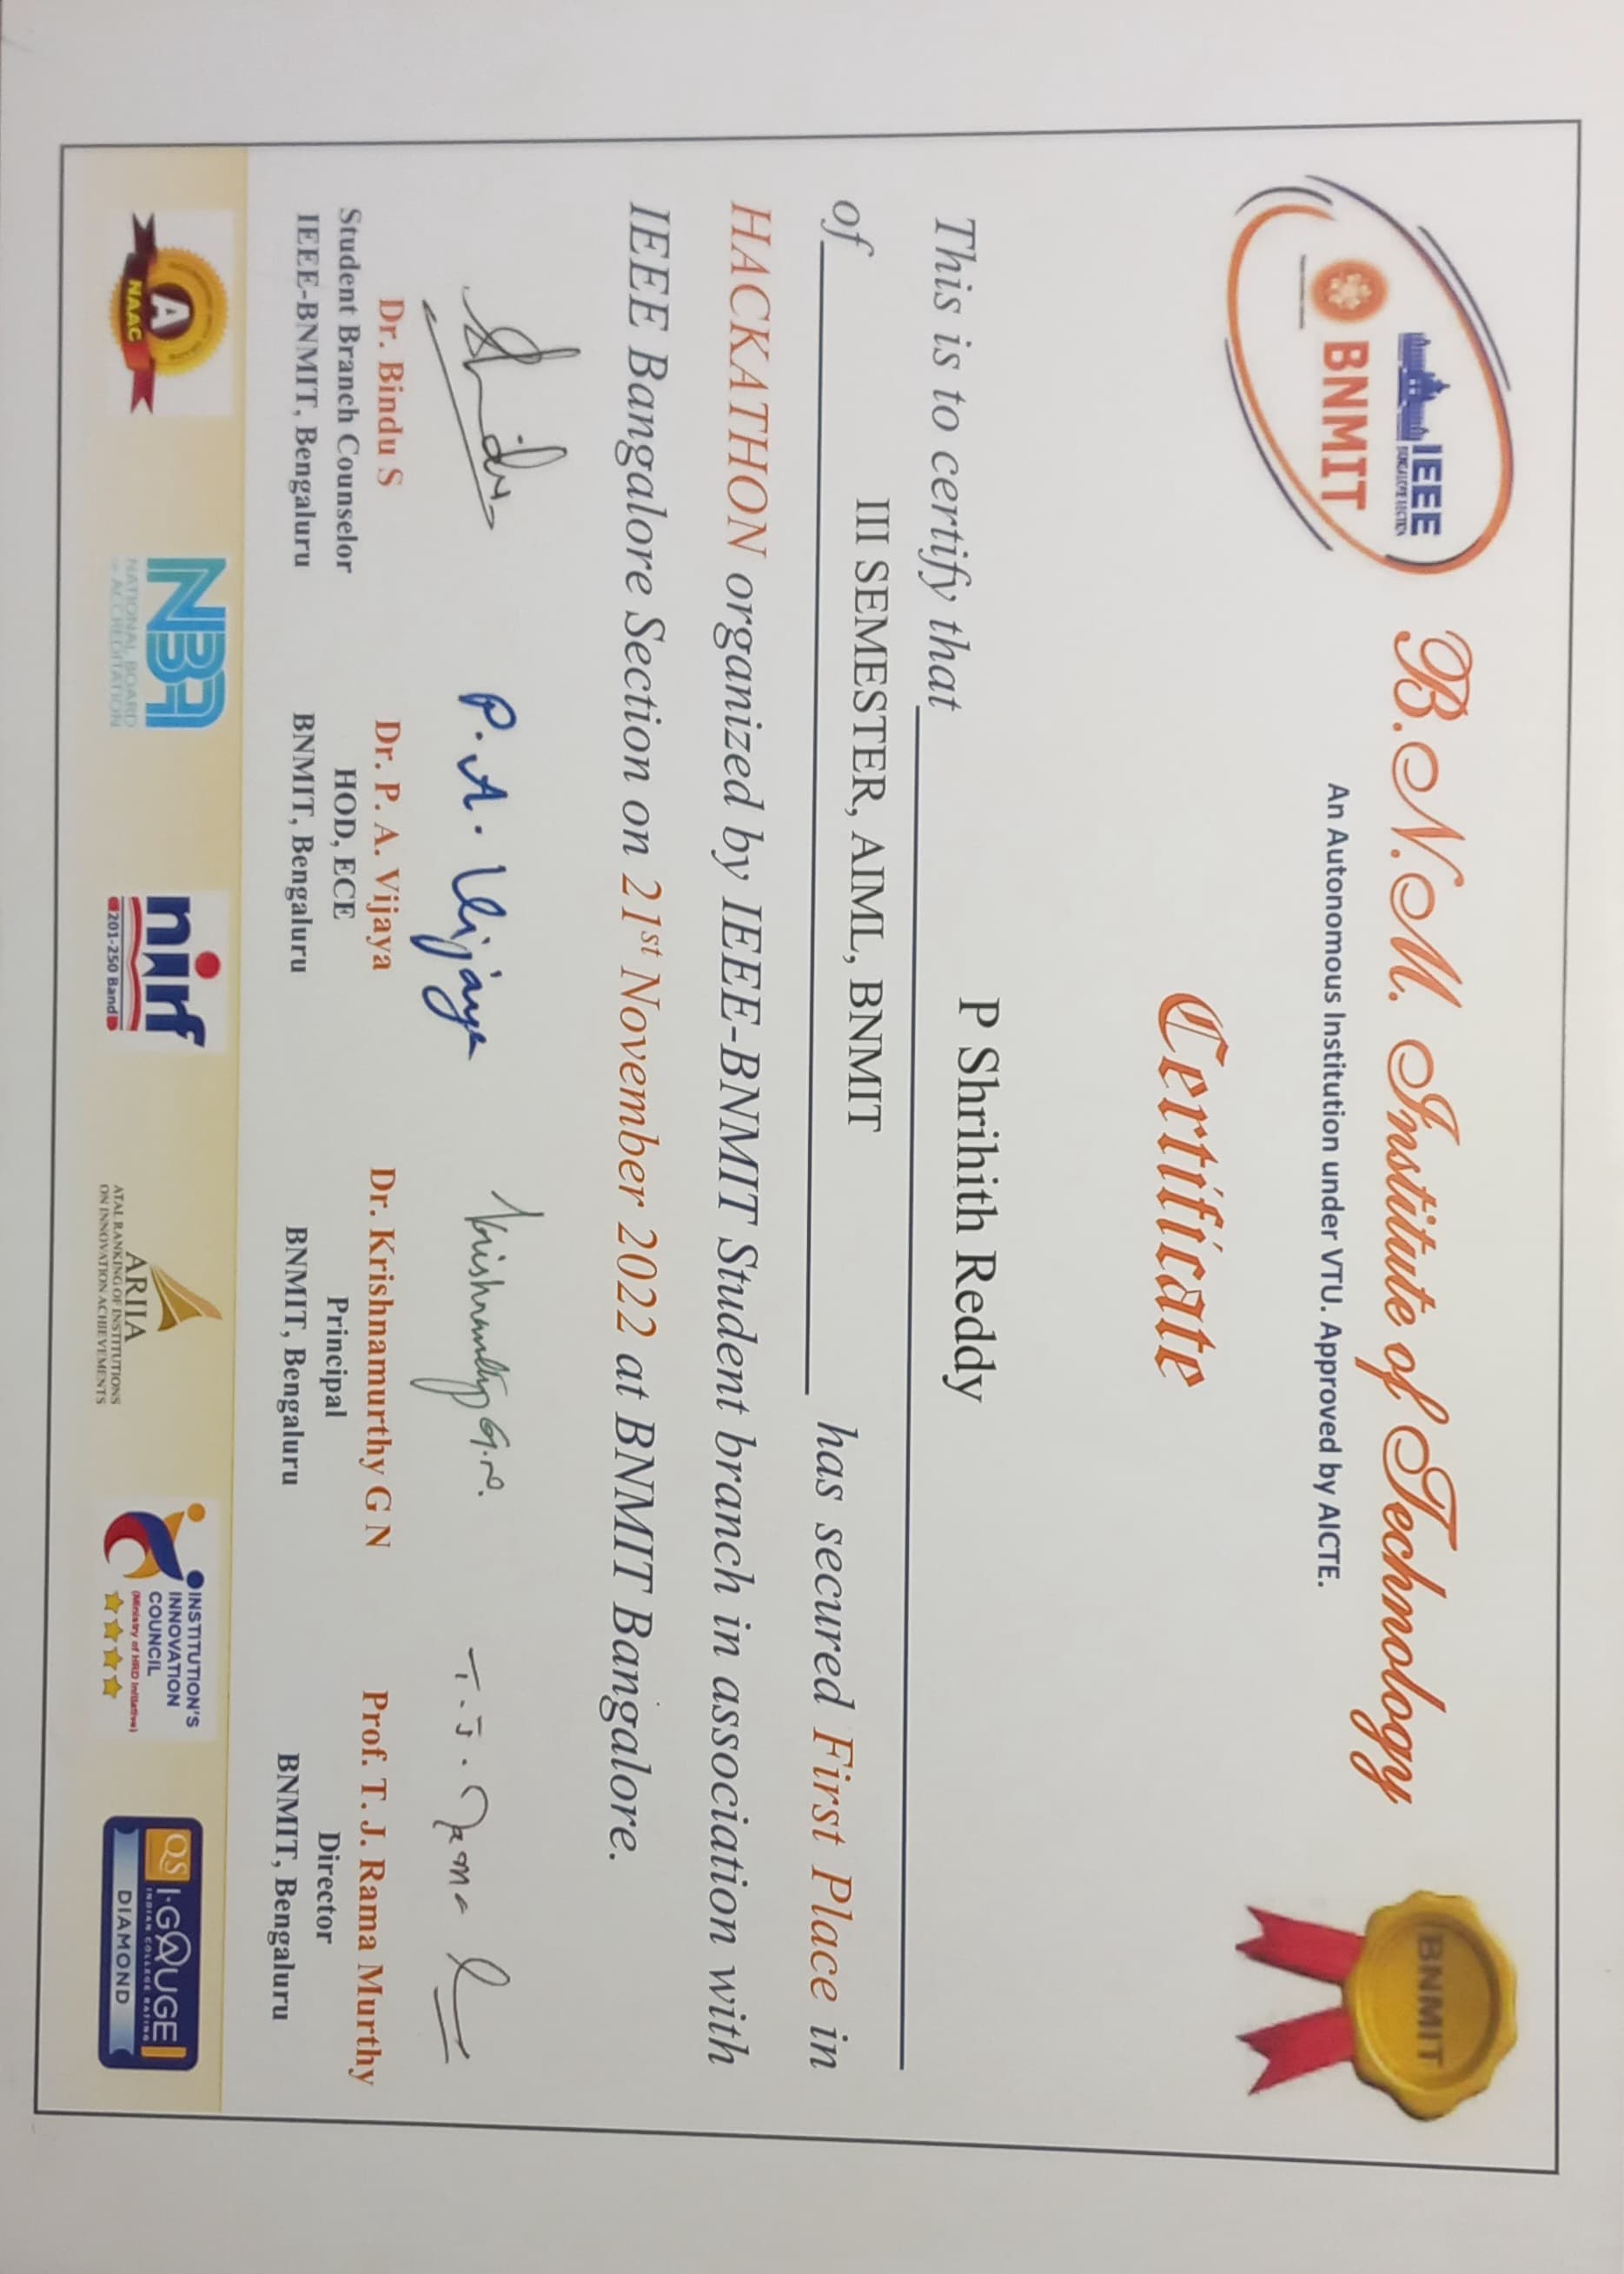 IEEE
BANGALORE SECTION
BNMIT
B.N.M. Institute of Technology
An Autonomous Institution under VTU. Approved by AICTE.
BNMIT
Certificate
This is to certify that P Shrihith Reddy
of III SEMESTER, AIML, BNMIT has secured First Place in
HACKATHON organized by IEEE-BNMIT Student branch in association with
IEEE Bangalore Section on 21st November 2022 at BNMIT Bangalore.
P. A. Vijaya
Krishnamurthy G.N.
T. J. Rama
Dr. Bindu S
Student Branch Counselor
IEEE-BNMIT, Bengaluru
Dr. P. A. Vijaya
HOD, ECE
BNMIT, Bengaluru
Dr. Krishnamurthy G N
Principal
BNMIT, Bengaluru
Prof. T. J. Rama Murthy
Director
BNMIT, Bengaluru
A
NAAC
NBA
NATIONAL BOARD
of ACCREDITATION
nirf
201-250 Band
ARIIA
ATAL RANKING OF INSTITUTIONS
ON INNOVATION ACHIEVEMENTS
INSTITUTION'S
INNOVATION
COUNCIL
(Ministry of HRD Initiative)
QS I·GAUGE
INDIAN COLLEGE RATING
DIAMOND